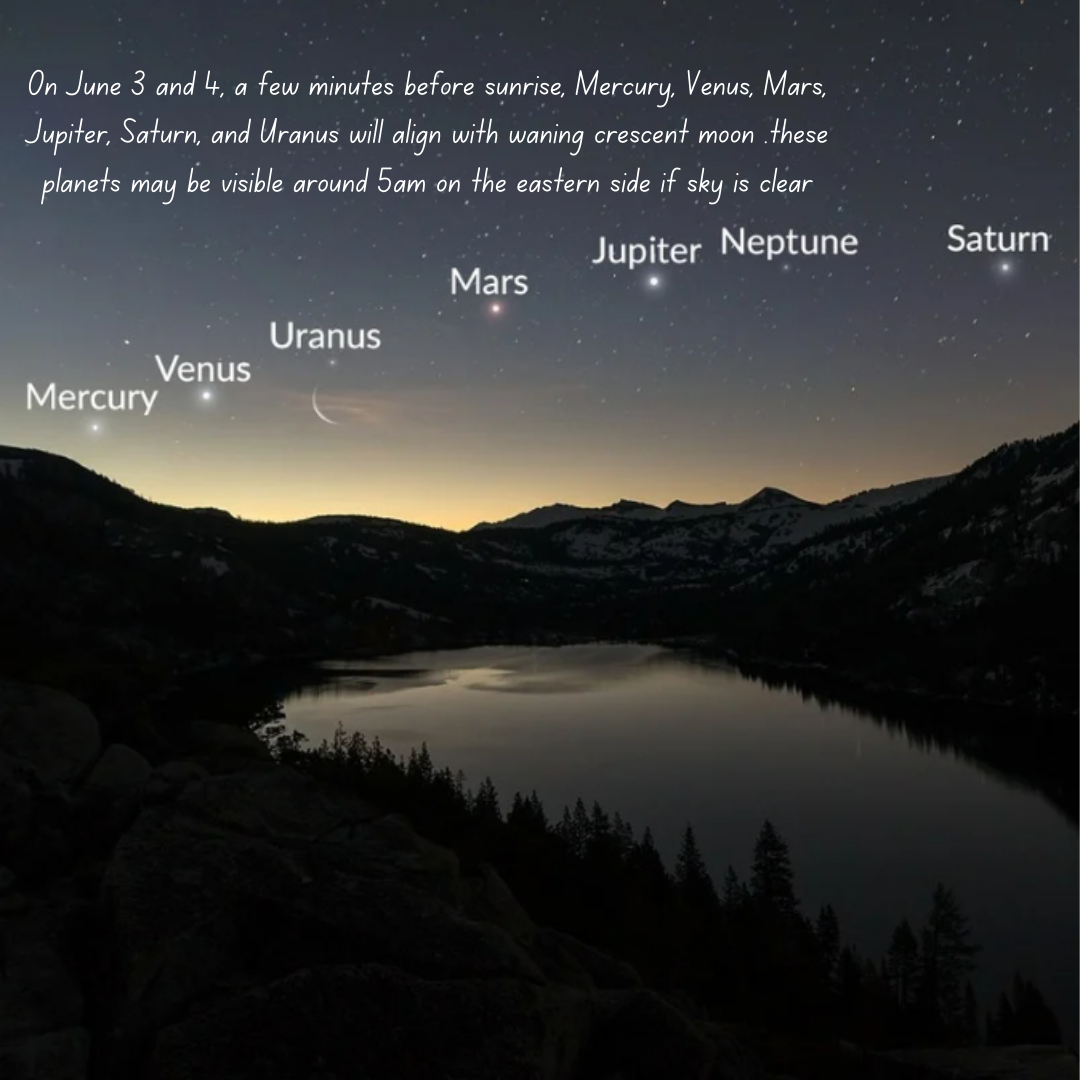 On June 3 and 4, a few minutes before sunrise, Mercury, Venus, Mars,
Jupiter, Saturn, and Uranus will align with waning crescent moon .these
planets may be visible around 5am on the eastern side if sky is clear
Saturn
Jupiter Neptune
Mars
Uranus
Venus
Mercury